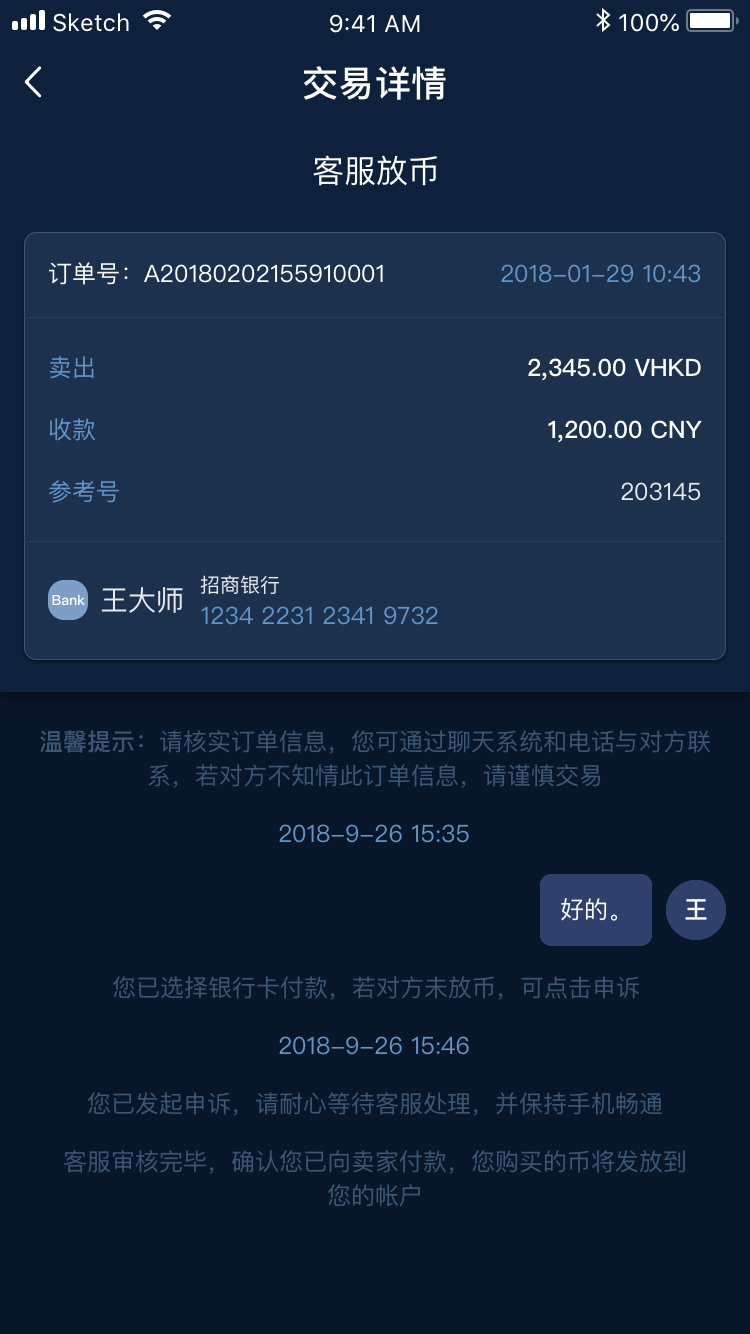 Sketch 9:41 AM 100%
交易详情
客服放币
订单号：A20180202155910001 2018-01-29 10:43
卖出 2,345.00 VHKD
收款 1,200.00 CNY
参考号 203145
Bank 王大师 招商银行
1234 2231 2341 9732
温馨提示：请核实订单信息，您可通过聊天系统和电话与对方联
系，若对方不知情此订单信息，请谨慎交易
2018-9-26 15:35
好的。 王
您已选择银行卡付款，若对方未放币，可点击申诉
2018-9-26 15:46
您已发起申诉，请耐心等待客服处理，并保持手机畅通
客服审核完毕，确认您已向卖家付款，您购买的币将发放到
您的帐户